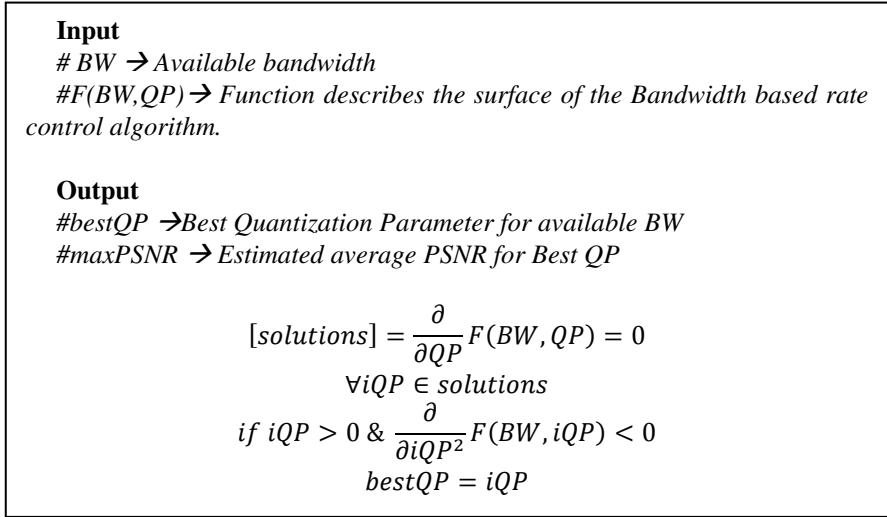 Input
# BW → Available bandwidth
#F(BW,QP)→ Function describes the surface of the Bandwidth based rate
control algorithm.
Output
#bestQP →Best Quantization Parameter for available BW
#maxPSNR → Estimated average PSNR for Best QP
[solutions] = ∂/∂QP F(BW, QP) = 0
∀iQP ∈ solutions
if iQP > 0 & ∂/∂iQP² F(BW, iQP) < 0
bestQP = iQP